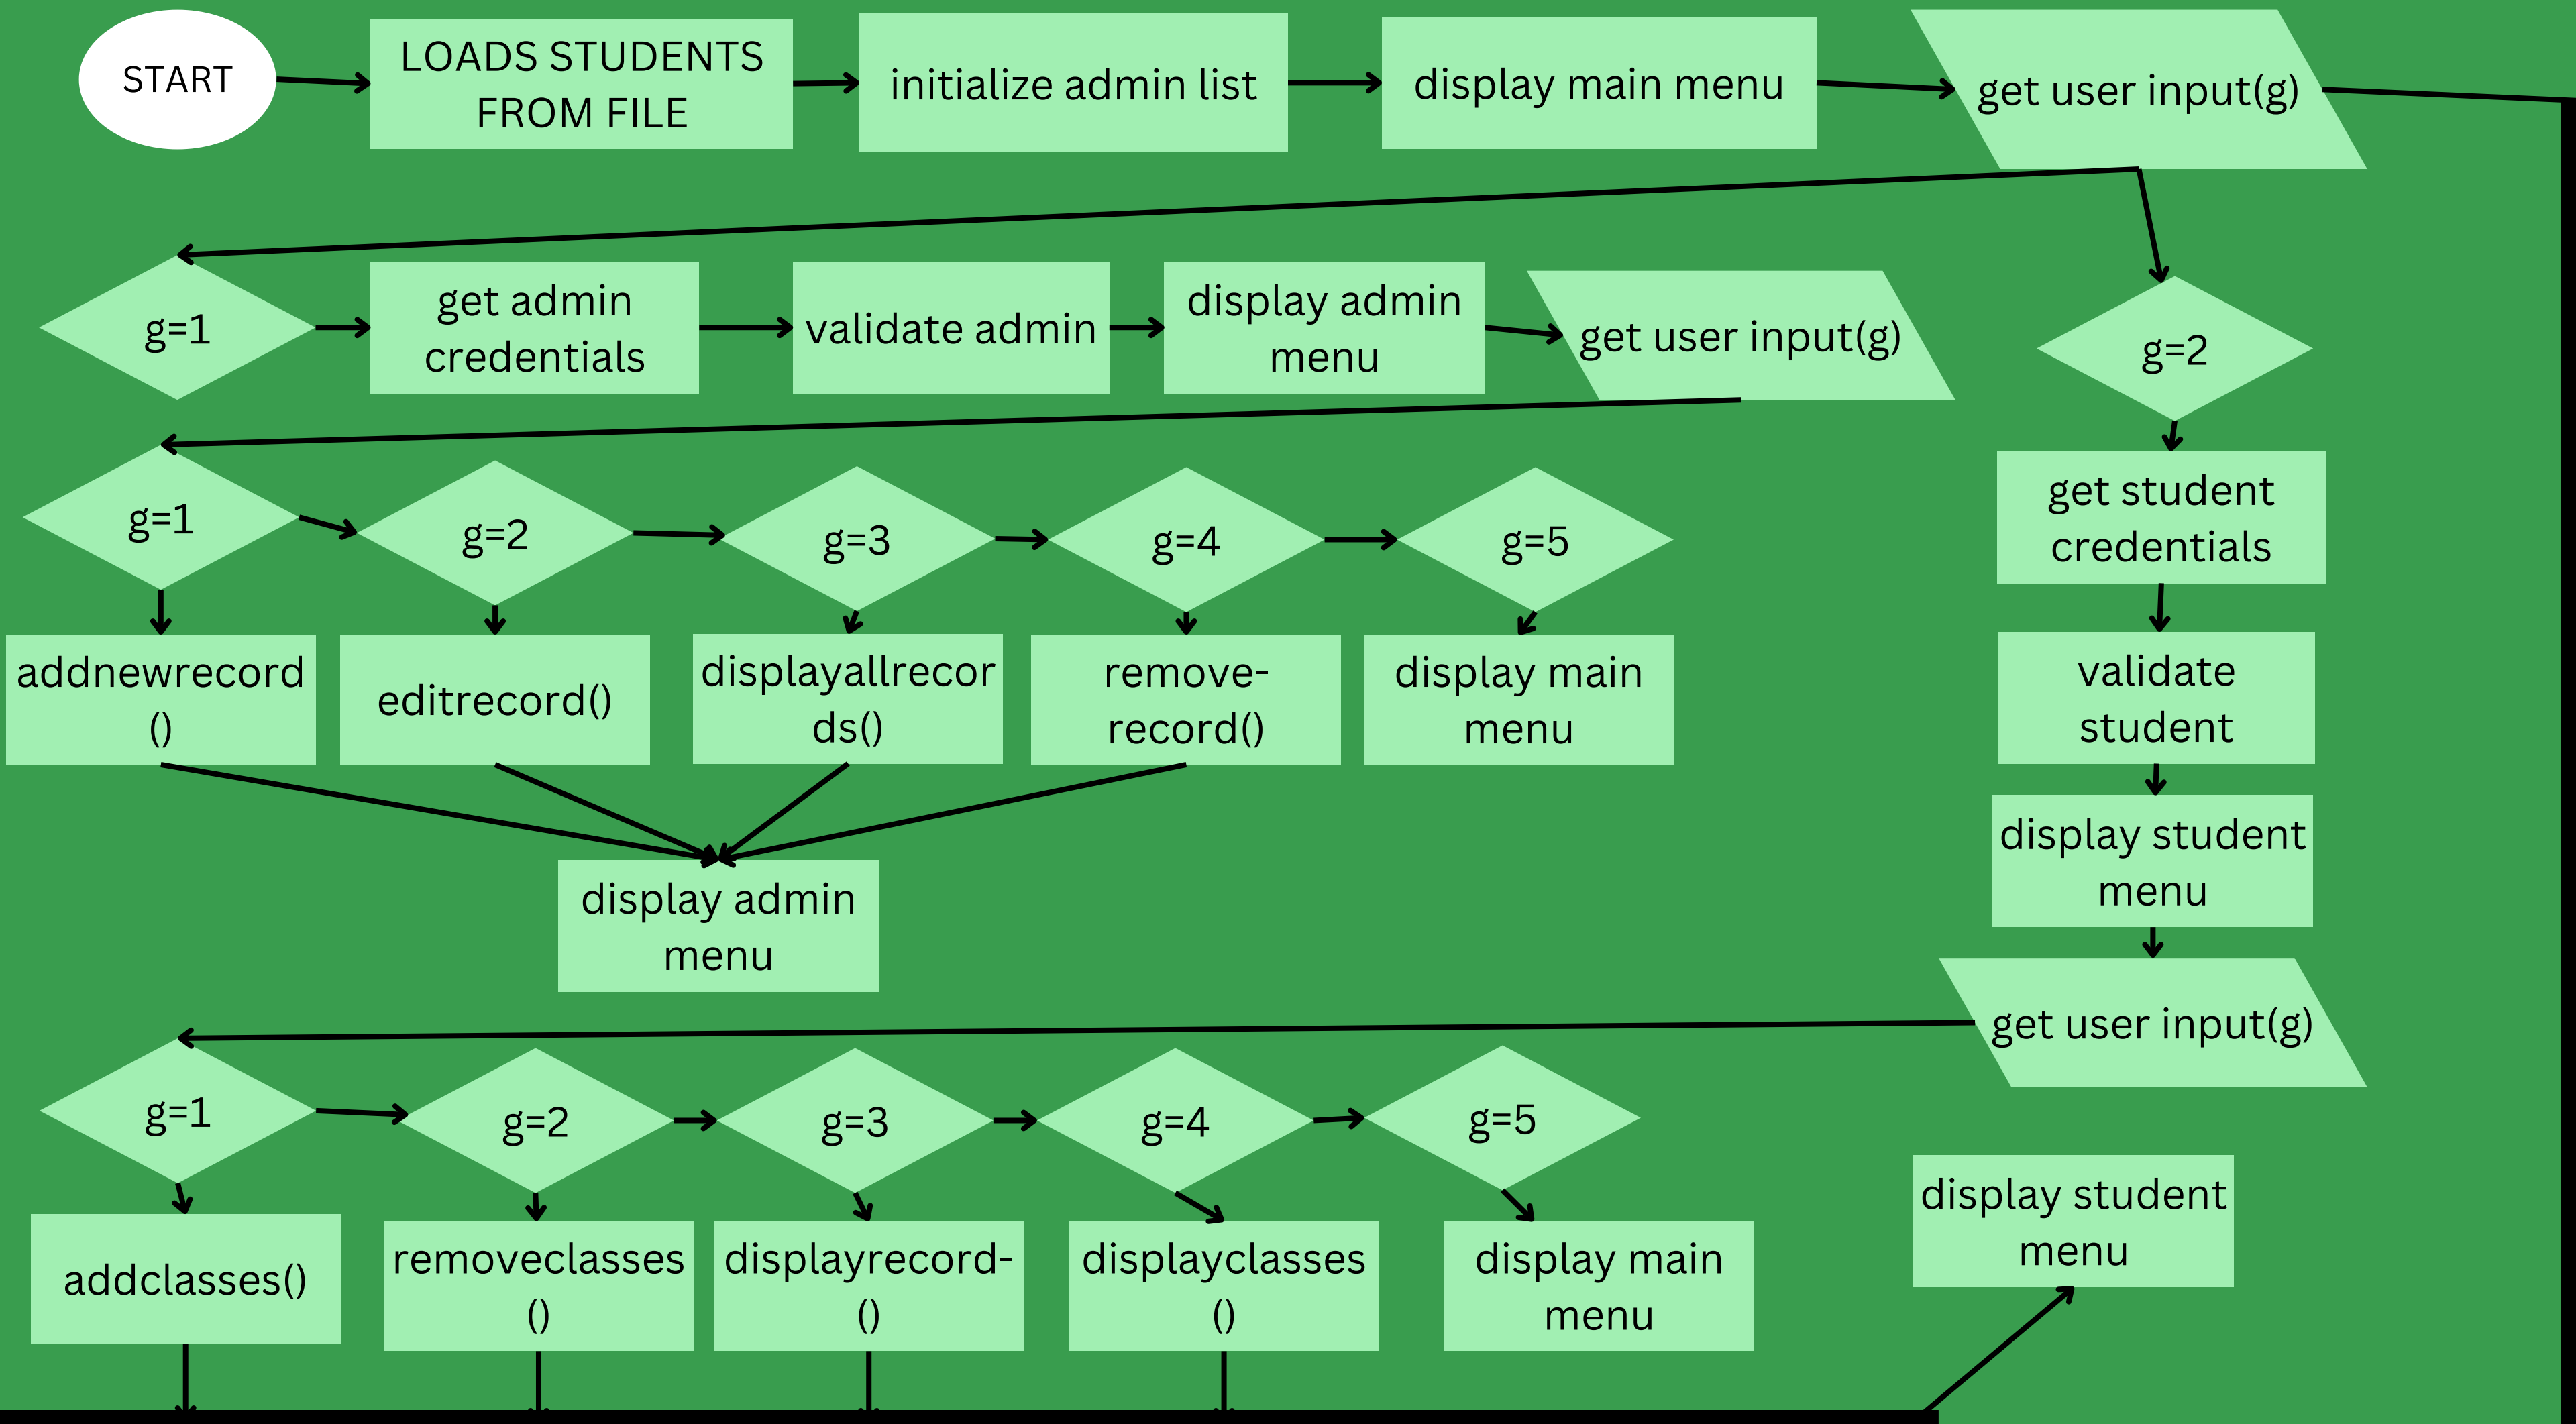 START
LOADS STUDENTS
FROM FILE
initialize admin list
display main menu
get user input(g)
g=1
get admin
credentials
validate admin
display admin
menu
get user input(g)
g=2
g=1
g=2
g=3
g=4
g=5
get student
credentials
addnewrecord
()
editrecord()
displayallrecor
ds()
remove-
record()
display main
menu
validate
student
display student
menu
display admin
menu
get user input(g)
g=1
g=2
g=3
g=4
g=5
addclasses()
removeclasses
()
displayrecord-
()
displayclasses
()
display main
menu
display student
menu